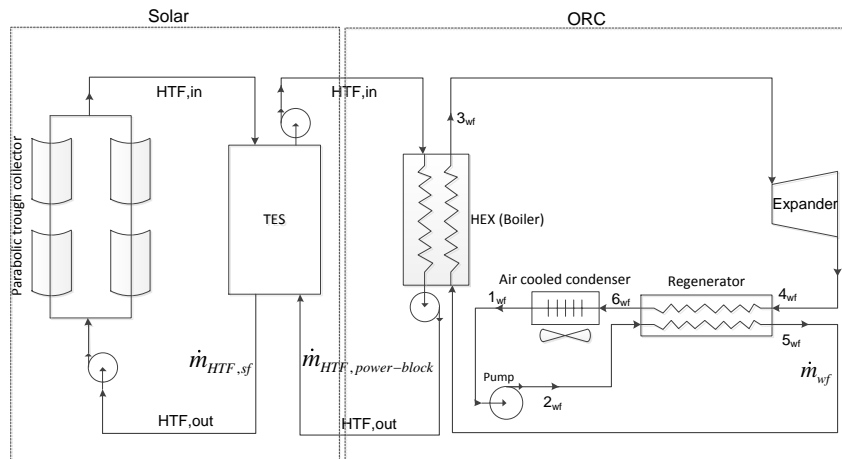 Solar
ORC
HTF,in
HTF,in
3wf
Parabolic trough collector
TES
HEX (Boiler)
Expander
Air cooled condenser
Regenerator
1wf
6wf
4wf
5wf
ṁHTF,sf
ṁHTF,power−block
ṁwf
Pump
2wf
HTF,out
HTF,out